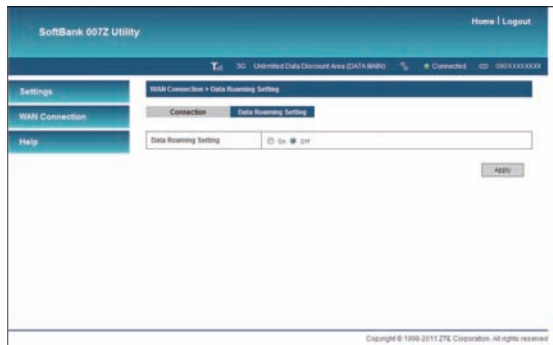 Home | Logout
SoftBank 007Z Utility
3G Unlimited Data Discount Area (DATA MAIN) Connected 090XXXXXXXX
Settings
WAN Connection > Data Roaming Setting
WAN Connection
Connection Data Roaming Setting
Help
Data Roaming Setting On Off
Apply
Copyright © 1998-2011 ZTE Corporation. All rights reserved